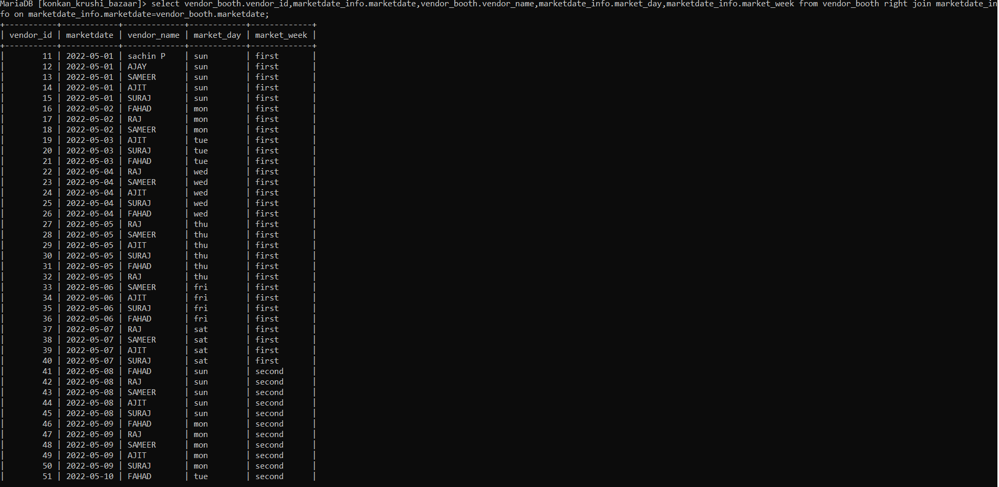 MariaDB [konkan_krushi_bazaar]> select vendor_booth.vendor_id,marketdate_info.marketdate,vendor_booth.vendor_name,marketdate_info.market_day,marketdate_info.market_week from vendor_booth right join marketdate_in
fo on marketdate_info.marketdate=vendor_booth.marketdate;
+-----------+------------+-------------+------------+-------------+
| vendor_id | marketdate | vendor_name | market_day | market_week |
+-----------+------------+-------------+------------+-------------+
|        11 | 2022-05-01 | sachin P    | sun        | first       |
|        12 | 2022-05-01 | AJAY        | sun        | first       |
|        13 | 2022-05-01 | SAMEER      | sun        | first       |
|        14 | 2022-05-01 | AJIT        | sun        | first       |
|        15 | 2022-05-01 | SURAJ       | sun        | first       |
|        16 | 2022-05-02 | FAHAD       | mon        | first       |
|        17 | 2022-05-02 | RAJ         | mon        | first       |
|        18 | 2022-05-02 | SAMEER      | mon        | first       |
|        19 | 2022-05-03 | AJIT        | tue        | first       |
|        20 | 2022-05-03 | SURAJ       | tue        | first       |
|        21 | 2022-05-03 | FAHAD       | tue        | first       |
|        22 | 2022-05-04 | RAJ         | wed        | first       |
|        23 | 2022-05-04 | SAMEER      | wed        | first       |
|        24 | 2022-05-04 | AJIT        | wed        | first       |
|        25 | 2022-05-04 | SURAJ       | wed        | first       |
|        26 | 2022-05-04 | FAHAD       | wed        | first       |
|        27 | 2022-05-05 | RAJ         | thu        | first       |
|        28 | 2022-05-05 | SAMEER      | thu        | first       |
|        29 | 2022-05-05 | AJIT        | thu        | first       |
|        30 | 2022-05-05 | SURAJ       | thu        | first       |
|        31 | 2022-05-05 | FAHAD       | thu        | first       |
|        32 | 2022-05-05 | RAJ         | thu        | first       |
|        33 | 2022-05-06 | SAMEER      | fri        | first       |
|        34 | 2022-05-06 | AJIT        | fri        | first       |
|        35 | 2022-05-06 | SURAJ       | fri        | first       |
|        36 | 2022-05-06 | FAHAD       | fri        | first       |
|        37 | 2022-05-07 | RAJ         | sat        | first       |
|        38 | 2022-05-07 | SAMEER      | sat        | first       |
|        39 | 2022-05-07 | AJIT        | sat        | first       |
|        40 | 2022-05-07 | SURAJ       | sat        | first       |
|        41 | 2022-05-08 | FAHAD       | sun        | second      |
|        42 | 2022-05-08 | RAJ         | sun        | second      |
|        43 | 2022-05-08 | SAMEER      | sun        | second      |
|        44 | 2022-05-08 | AJIT        | sun        | second      |
|        45 | 2022-05-08 | SURAJ       | sun        | second      |
|        46 | 2022-05-09 | FAHAD       | mon        | second      |
|        47 | 2022-05-09 | RAJ         | mon        | second      |
|        48 | 2022-05-09 | SAMEER      | mon        | second      |
|        49 | 2022-05-09 | AJIT        | mon        | second      |
|        50 | 2022-05-09 | SURAJ       | mon        | second      |
|        51 | 2022-05-10 | FAHAD       | tue        | second      |